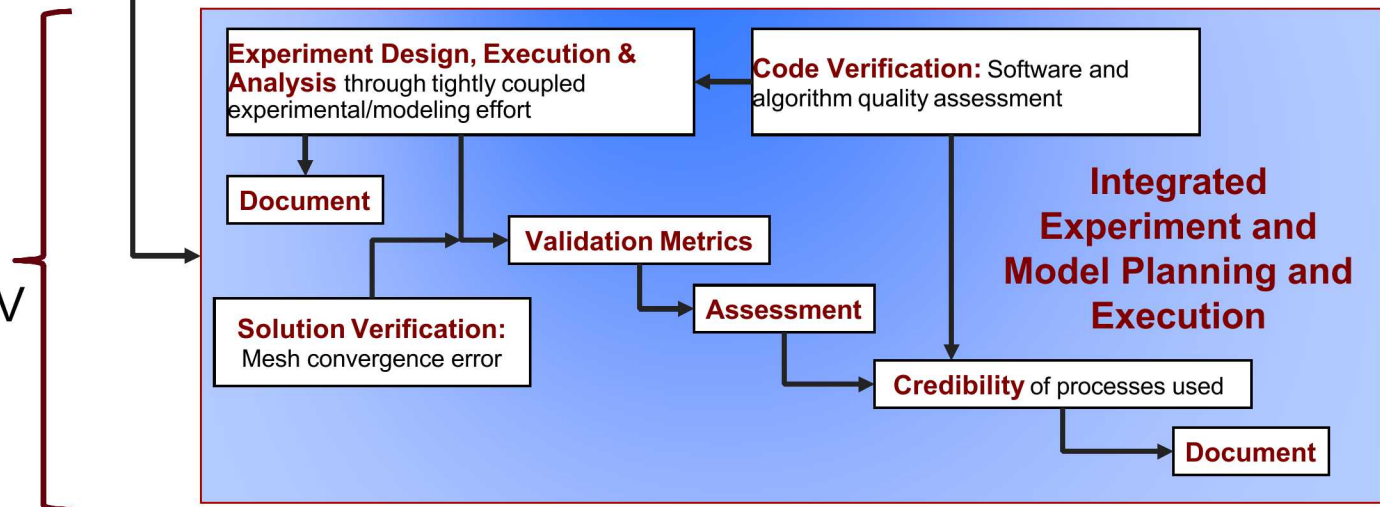 Experiment Design, Execution &
Analysis through tightly coupled
experimental/modeling effort
Code Verification: Software and
algorithm quality assessment
Document
Integrated
Experiment and
Model Planning and
Execution
Validation Metrics
V
Solution Verification:
Mesh convergence error
Assessment
Credibility of processes used
Document